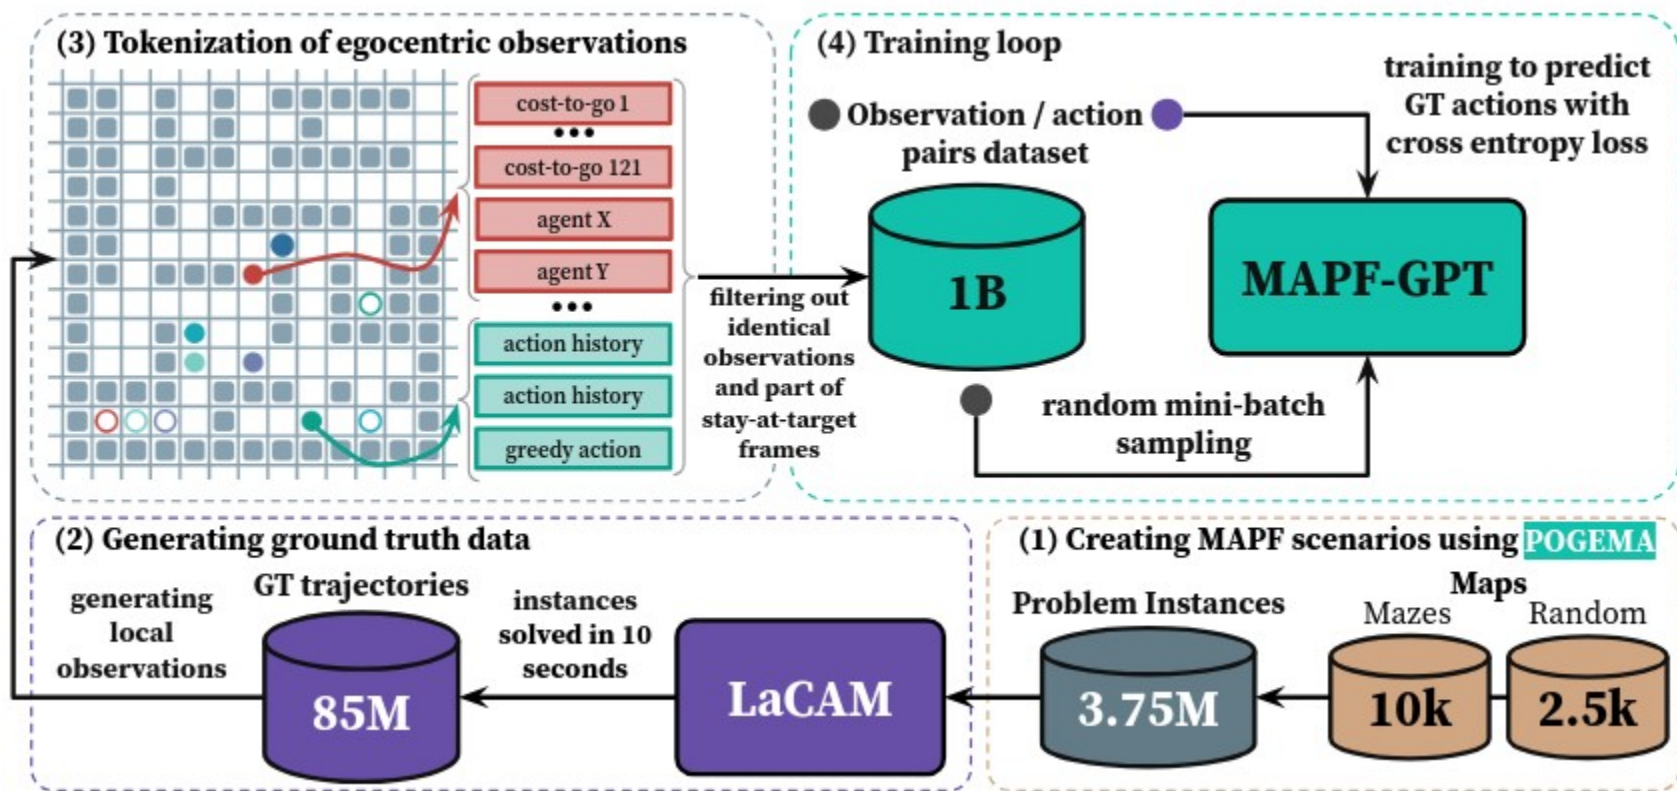 (3) Tokenization of egocentric observations
cost-to-go 1
•••
cost-to-go 121
agent X
agent Y
•••
action history
action history
greedy action
filtering out
identical
observations
and part of
stay-at-target
frames
(4) Training loop
Observation / action
pairs dataset
1B
training to predict
GT actions with
cross entropy loss
MAPF-GPT
random mini-batch
sampling
(2) Generating ground truth data
generating
local
observations
GT trajectories
85M
instances
solved in 10
seconds
LaCAM
(1) Creating MAPF scenarios using POGEMA
Maps
Problem Instances
3.75M
Mazes
10k
Random
2.5k